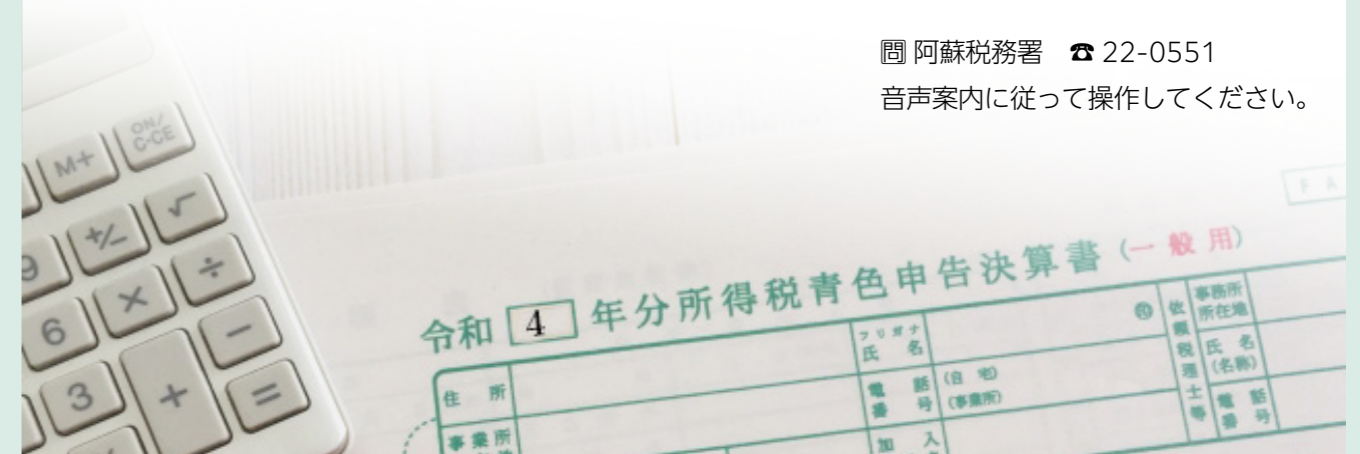 問 阿蘇税務署 ☎ 22-0551
音声案内に従って操作してください。
ON/
C・CE
M+
√
9
+/−
÷
6
×
−
3
+
=
F A
令和 4 年分所得税青色申告決算書(一般用)
住 所
フリガナ
氏 名
㊞
依頼税理士等
事務所
所在地
氏 名
(名称)
電 話
番 号
(自 宅)
(事業所)
電 話
番 号
事業所
加 入